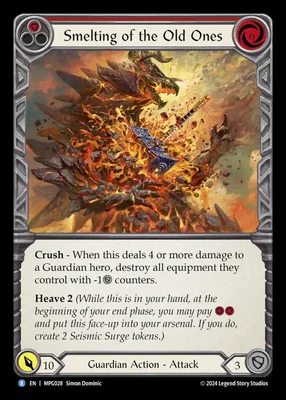 Smelting of the Old Ones
Crush - When this deals 4 or more damage to
a Guardian hero, destroy all equipment they
control with -1 counters.
Heave 2 (While this is in your hand, at the
beginning of your end phase, you may pay
and put this face-up into your arsenal. If you do,
create 2 Seismic Surge tokens.)
10
Guardian Action - Attack
3
EN | MPG028 Simon Dominic
© 2024 Legend Story Studios